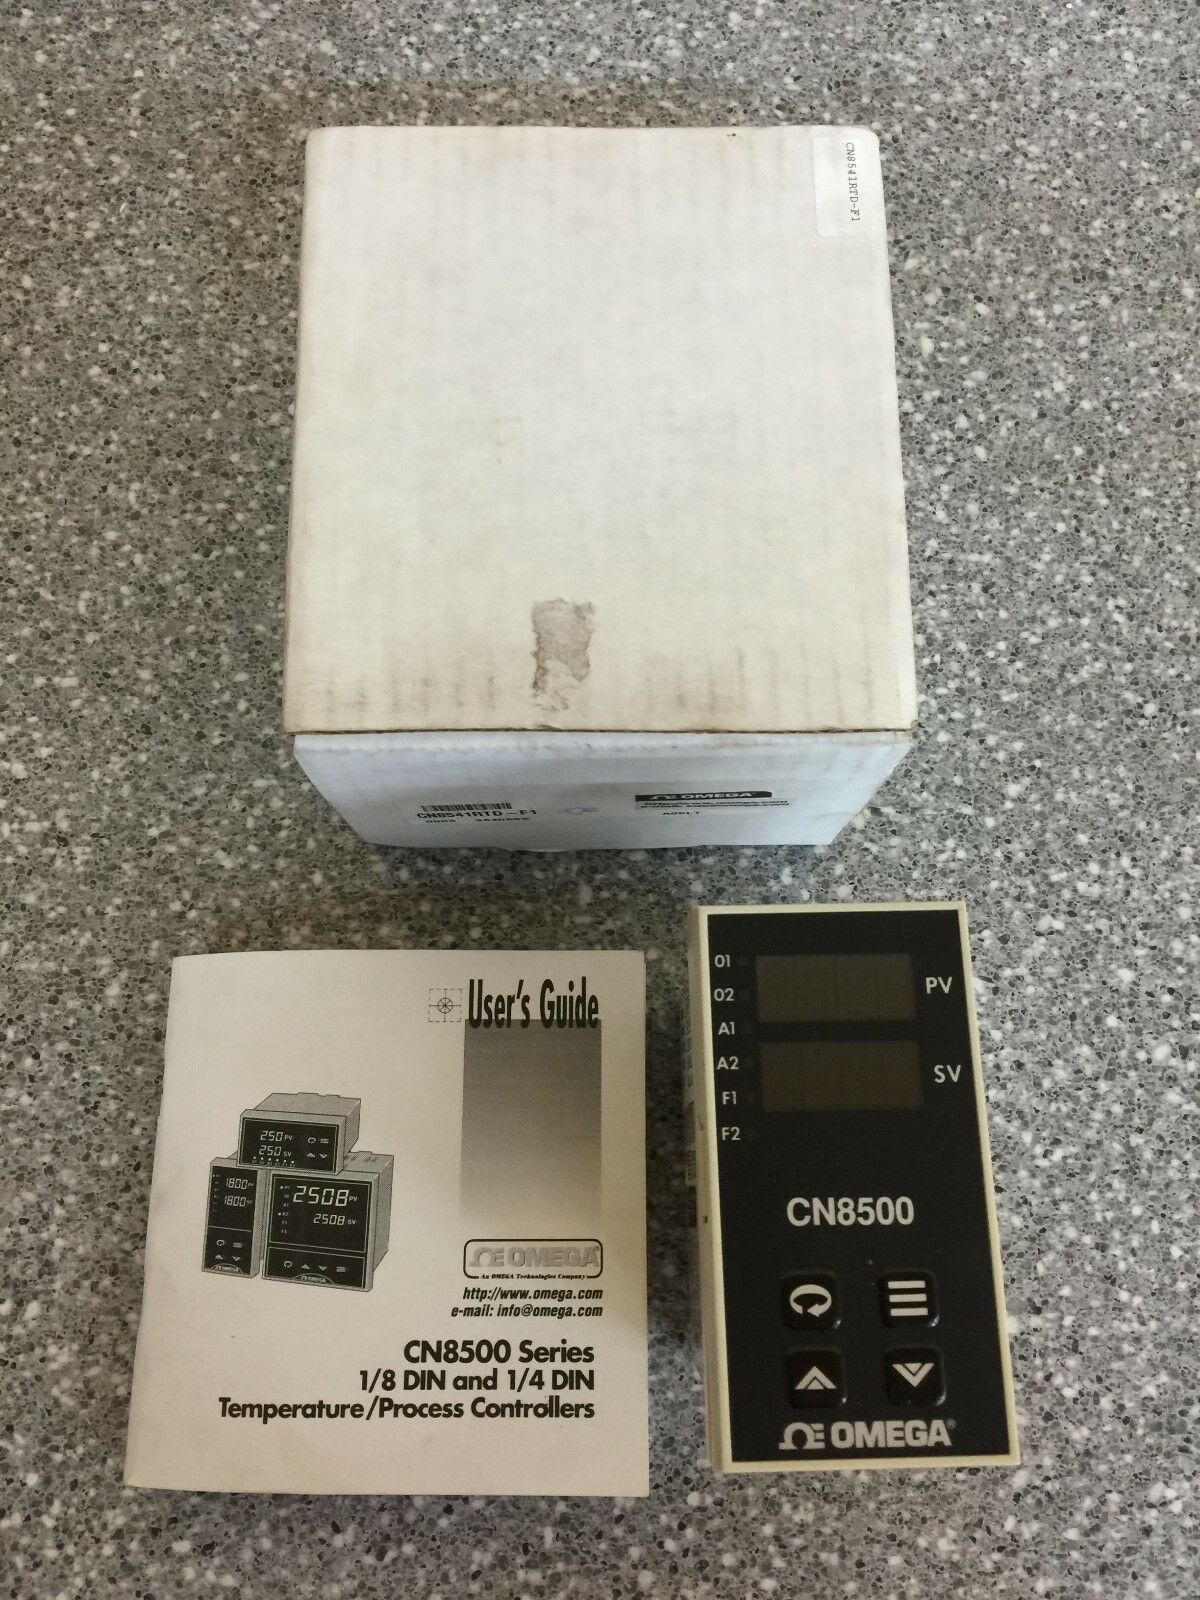 CN8541RTD-F1
CN8541RTD-F1
OMEGA
User's Guide
250 PV
250 SV
1800 PV
1800 SV
2508 PV
2508 SV
OMEGA
OMEGA
OMEGA
An OMEGA Technologies Company
http://www.omega.com
e-mail: info@omega.com
CN8500 Series
1/8 DIN and 1/4 DIN
Temperature/Process Controllers
O1
O2
A1
A2
F1
F2
PV
SV
CN8500
OMEGA®